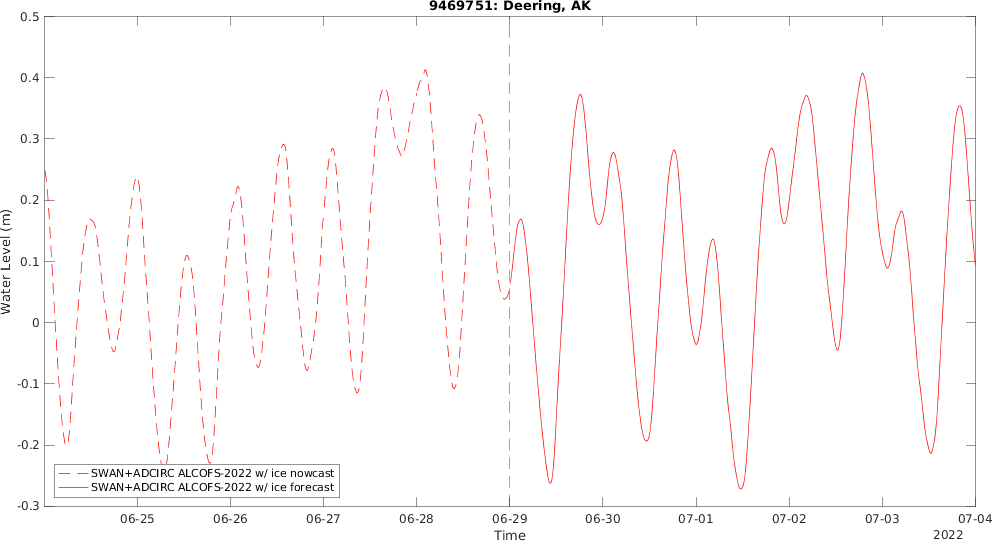 9469751: Deering, AK
0.5
0.4
0.3
0.2
0.1
0
-0.1
-0.2
-0.3
Water Level (m)
SWAN+ADCIRC ALCOFS-2022 w/ ice nowcast
SWAN+ADCIRC ALCOFS-2022 w/ ice forecast
06-25 06-26 06-27 06-28 06-29 06-30 07-01 07-02 07-03 07-04
Time
2022